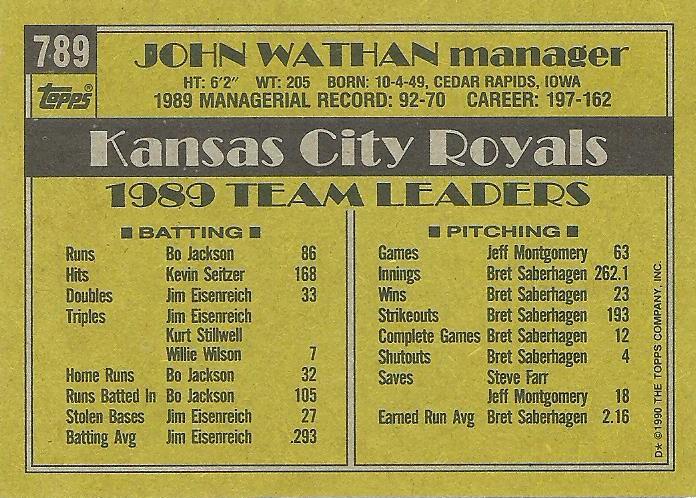 789
JOHN WATHAN manager
HT: 6'2" WT: 205 BORN: 10-4-49, CEDAR RAPIDS, IOWA
topps®
1989 MANAGERIAL RECORD: 92-70 CAREER: 197-162
Kansas City Royals
1989 TEAM LEADERS
BATTING
Runs Bo Jackson 86
Hits Kevin Seitzer 168
Doubles Jim Eisenreich 33
Triples Jim Eisenreich
Kurt Stillwell
Willie Wilson 7
Home Runs Bo Jackson 32
Runs Batted In Bo Jackson 105
Stolen Bases Jim Eisenreich 27
Batting Avg Jim Eisenreich .293
PITCHING
Games Jeff Montgomery 63
Innings Bret Saberhagen 262.1
Wins Bret Saberhagen 23
Strikeouts Bret Saberhagen 193
Complete Games Bret Saberhagen 12
Shutouts Bret Saberhagen 4
Saves Steve Farr
Jeff Montgomery 18
Earned Run Avg Bret Saberhagen 2.16
D* © 1990 THE TOPPS COMPANY, INC.